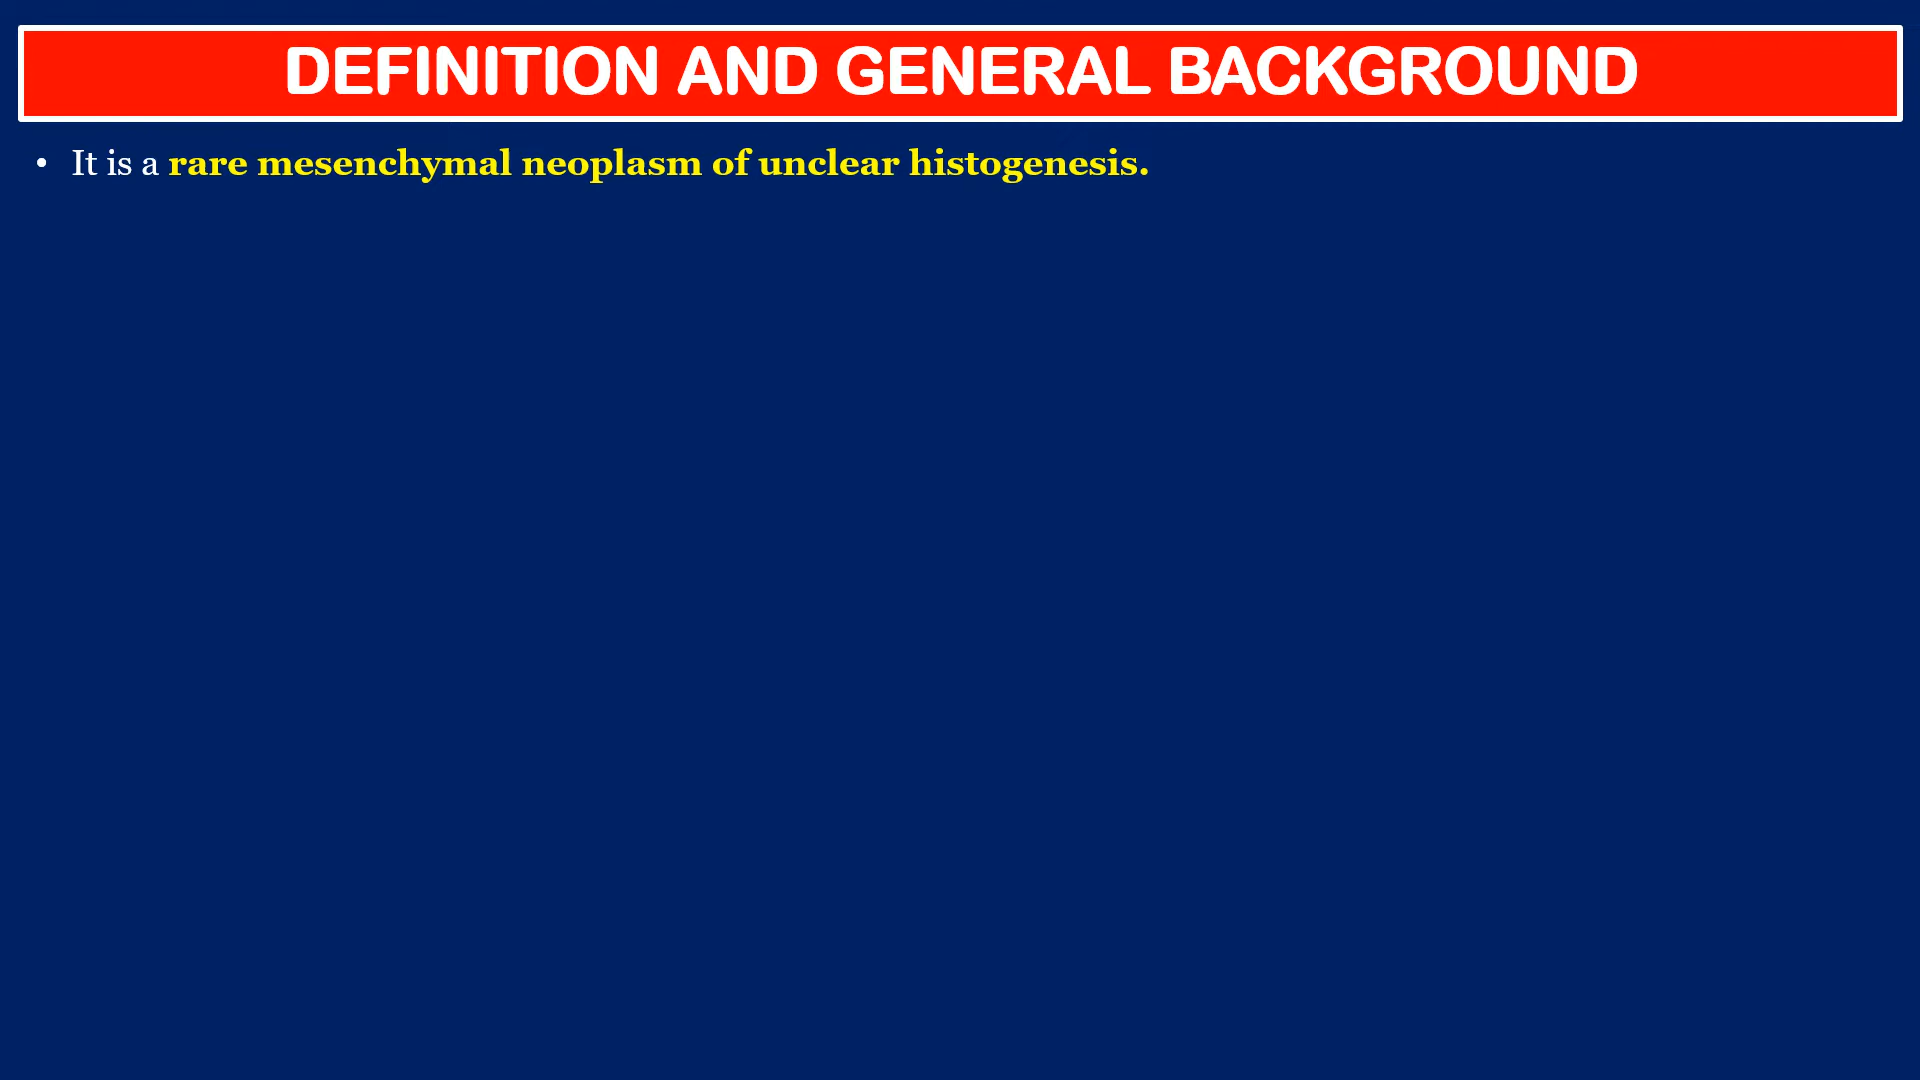 DEFINITION AND GENERAL BACKGROUND
• It is a rare mesenchymal neoplasm of unclear histogenesis.